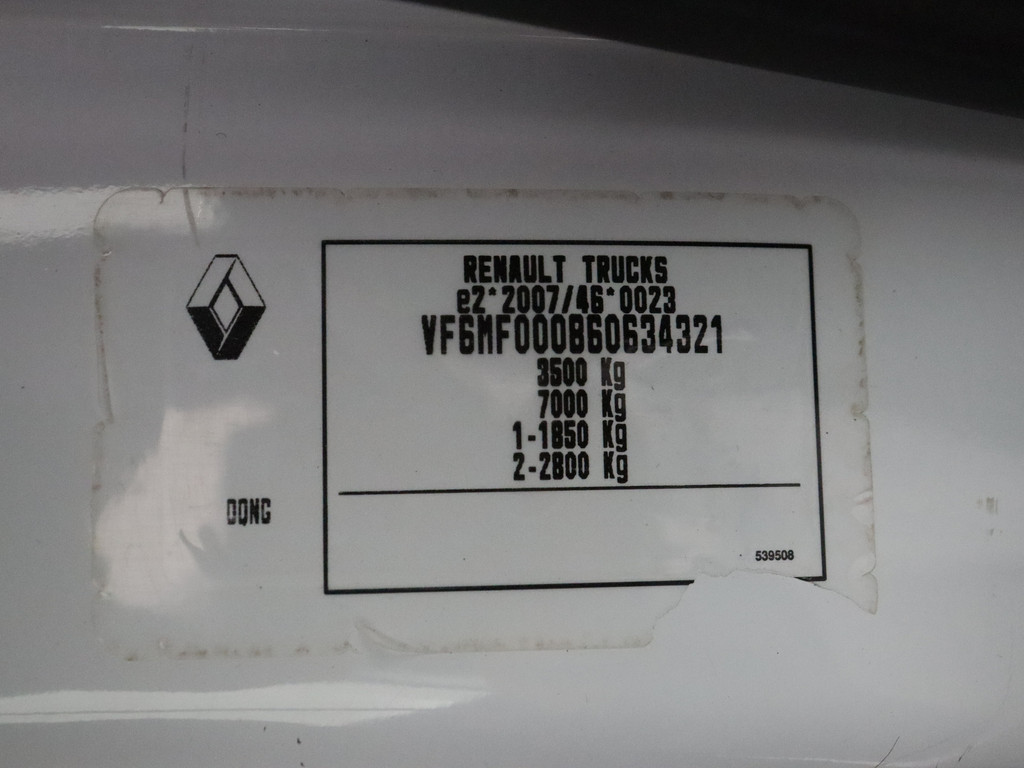 RENAULT TRUCKS
e2*2007/46*0023
VF6MF000B60634321
3500 Kg
7000 Kg
1-1850 Kg
2-2800 Kg
DQNG
539508